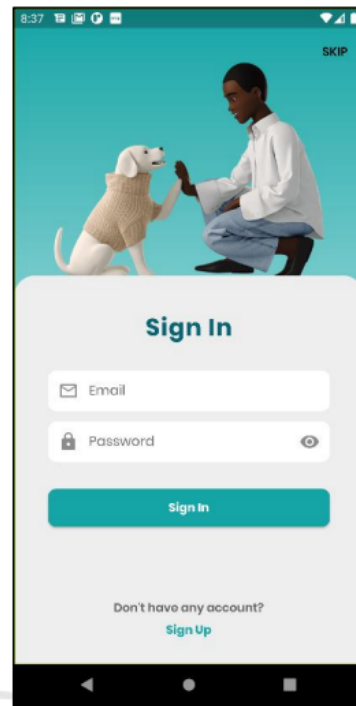 8:37
SKIP
Sign In
Email
Password
Sign In
Don't have any account?
Sign Up